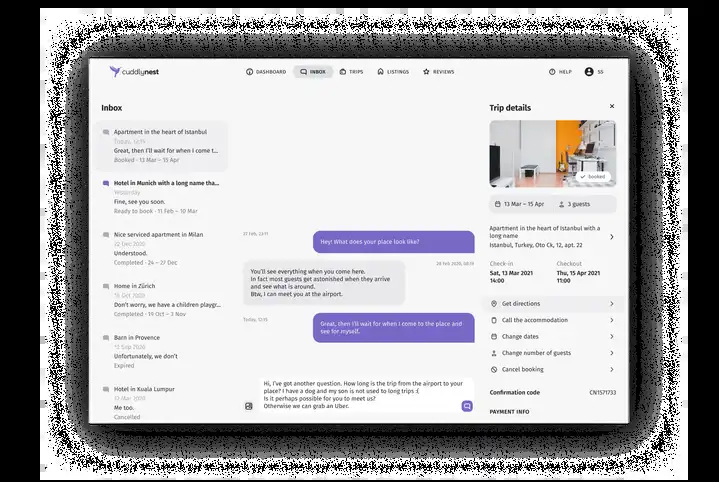 cuddlynest
DASHBOARD
INBOX
TRIPS
LISTINGS
REVIEWS
HELP
SS
Inbox
Apartment in the heart of Istanbul
Today, 12:15
Great, then I'll wait for when I come t...
Booked · 13 Mar – 15 Apr
Hotel in Munich with a long name tha...
Yesterday
Fine, see you soon.
Ready to book · 11 Feb – 10 Mar
Nice serviced apartment in Milan
22 Dec 2020
Understood.
Completed · 24 – 27 Dec
Home in Zürich
15 Oct 2020
Don't worry, we have a children playgr...
Completed · 19 Oct – 3 Nov
Barn in Provence
12 Sep 2020
Unfortunately, we don't
Expired
Hotel in Kuala Lumpur
12 Mar 2020
Me too.
Cancelled
27 Feb, 23:11
Hey! What does your place look like?
28 Feb 2020, 08:19
You'll see everything when you come here.
In fact most guests get astonished when they arrive
and see what is around.
Btw, I can meet you at the airport.
Today, 12:15
Great, then I'll wait for when I come to the place and
see for myself.
Hi, I've got another question. How long is the trip from the airport to your
place? I have a dog and my son is not used to long trips :(
Is it perhaps possible for you to meet us?
Otherwise we can grab an Uber.
Trip details
booked
13 Mar – 15 Apr
3 guests
Apartment in the heart of Istanbul with a
long name
Istanbul, Turkey, Oto Ck, 12, apt. 22
Check-in
Checkout
Sat, 13 Mar 2021
Thu, 15 Apr 2021
14:00
11:00
Get directions
Call the accommodation
Change dates
Change number of guests
Cancel booking
Confirmation code
CN1571733
PAYMENT INFO